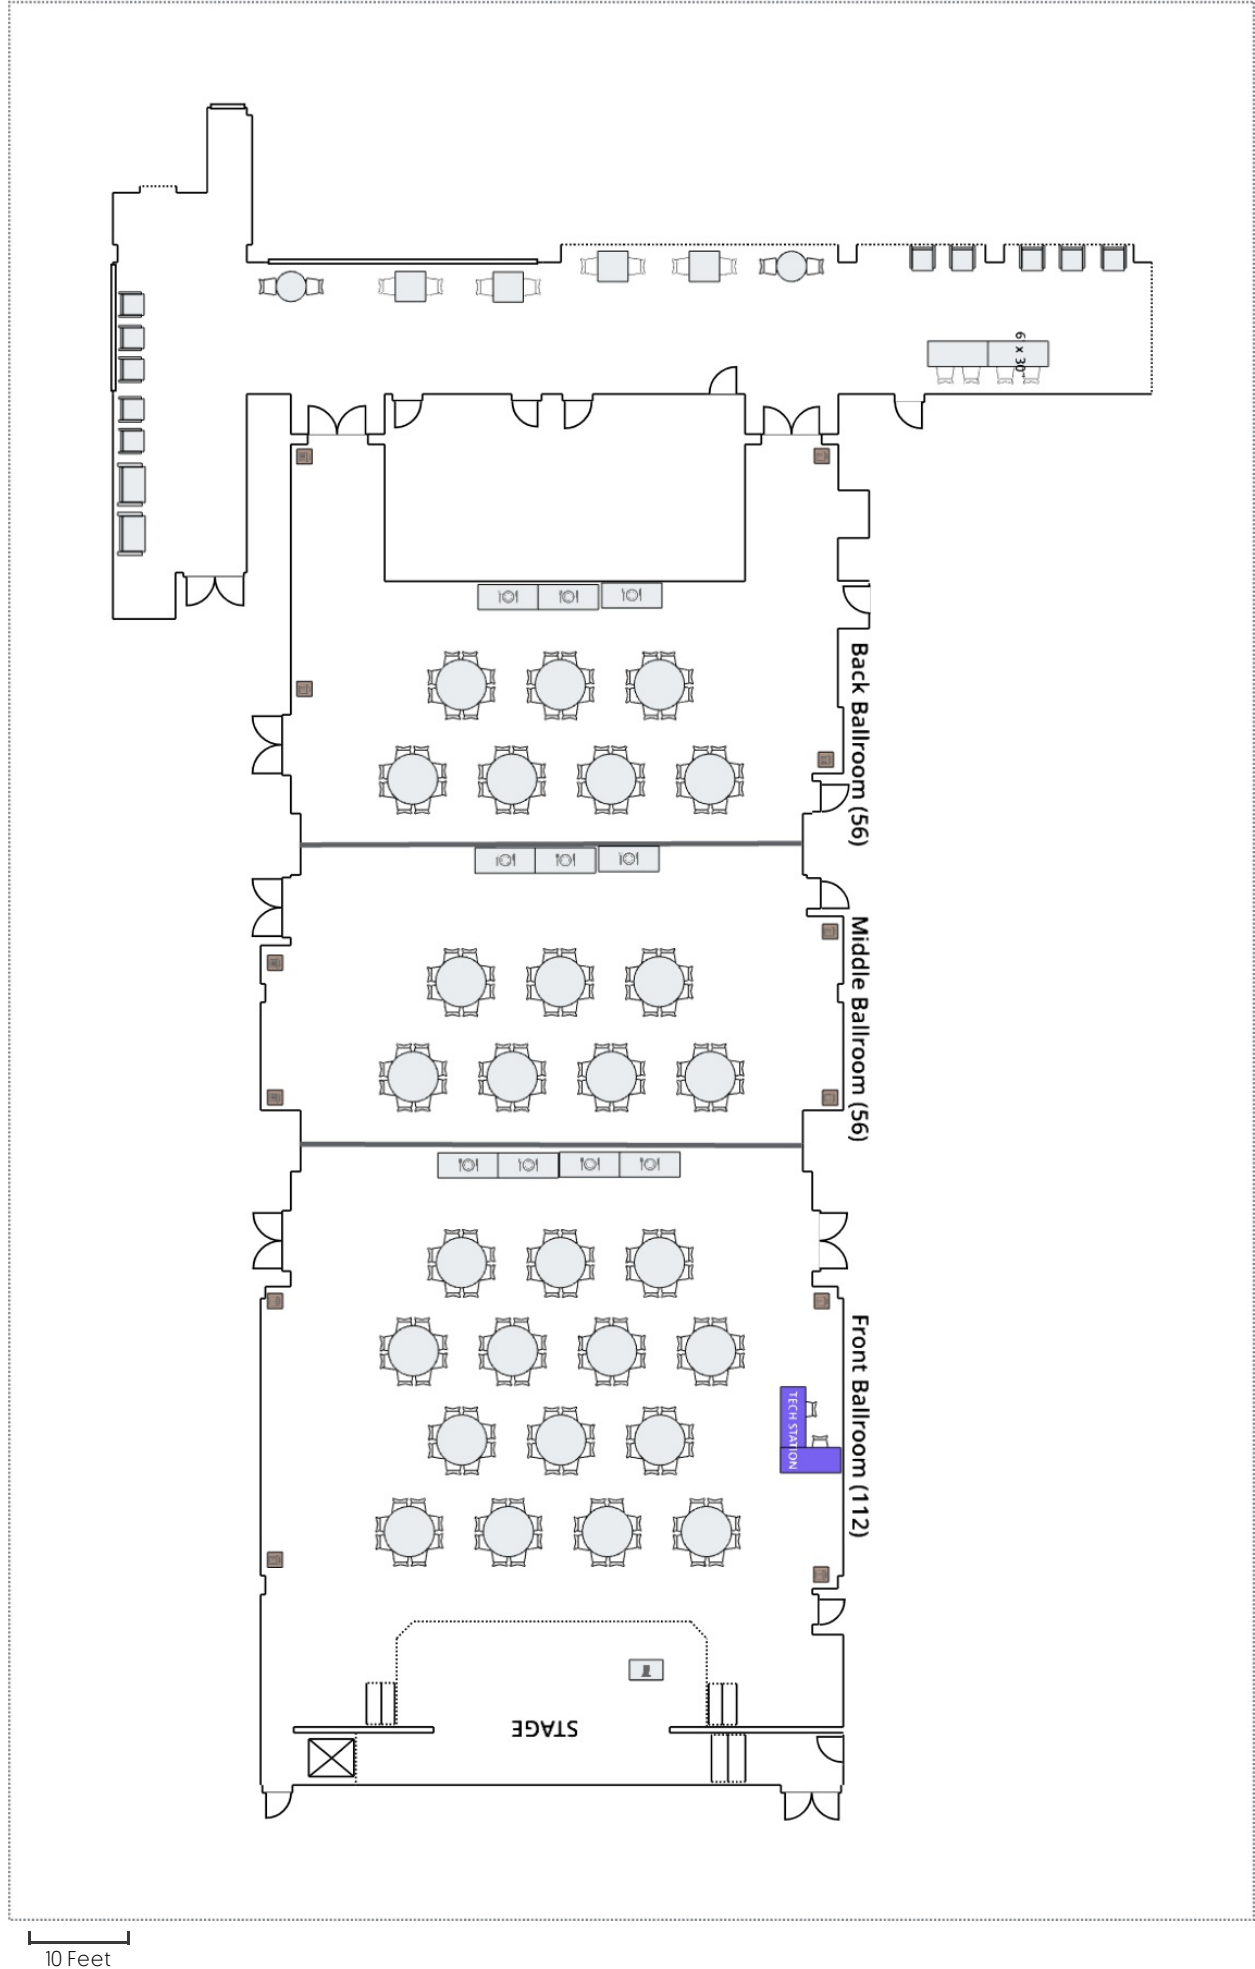 6' x 30"
Back Ballroom (56)
Middle Ballroom (56)
Front Ballroom (112)
TECH STATION
STAGE
10 Feet